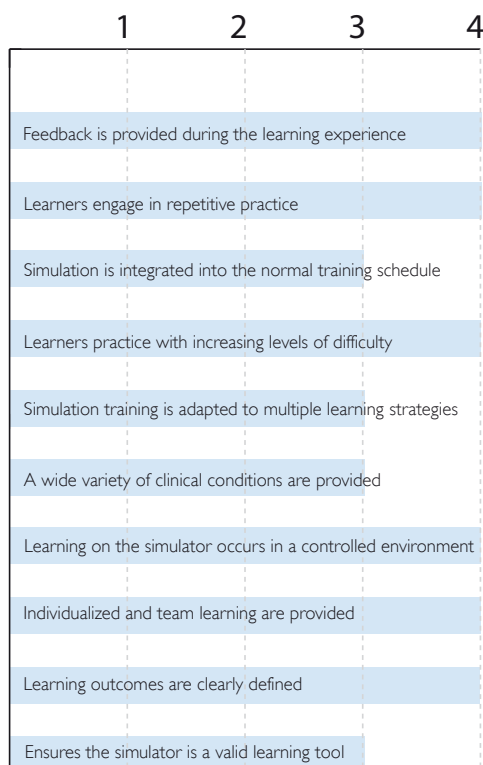 1 2 3 4
Feedback is provided during the learning experience
Learners engage in repetitive practice
Simulation is integrated into the normal training schedule
Learners practice with increasing levels of difficulty
Simulation training is adapted to multiple learning strategies
A wide variety of clinical conditions are provided
Learning on the simulator occurs in a controlled environment
Individualized and team learning are provided
Learning outcomes are clearly defined
Ensures the simulator is a valid learning tool